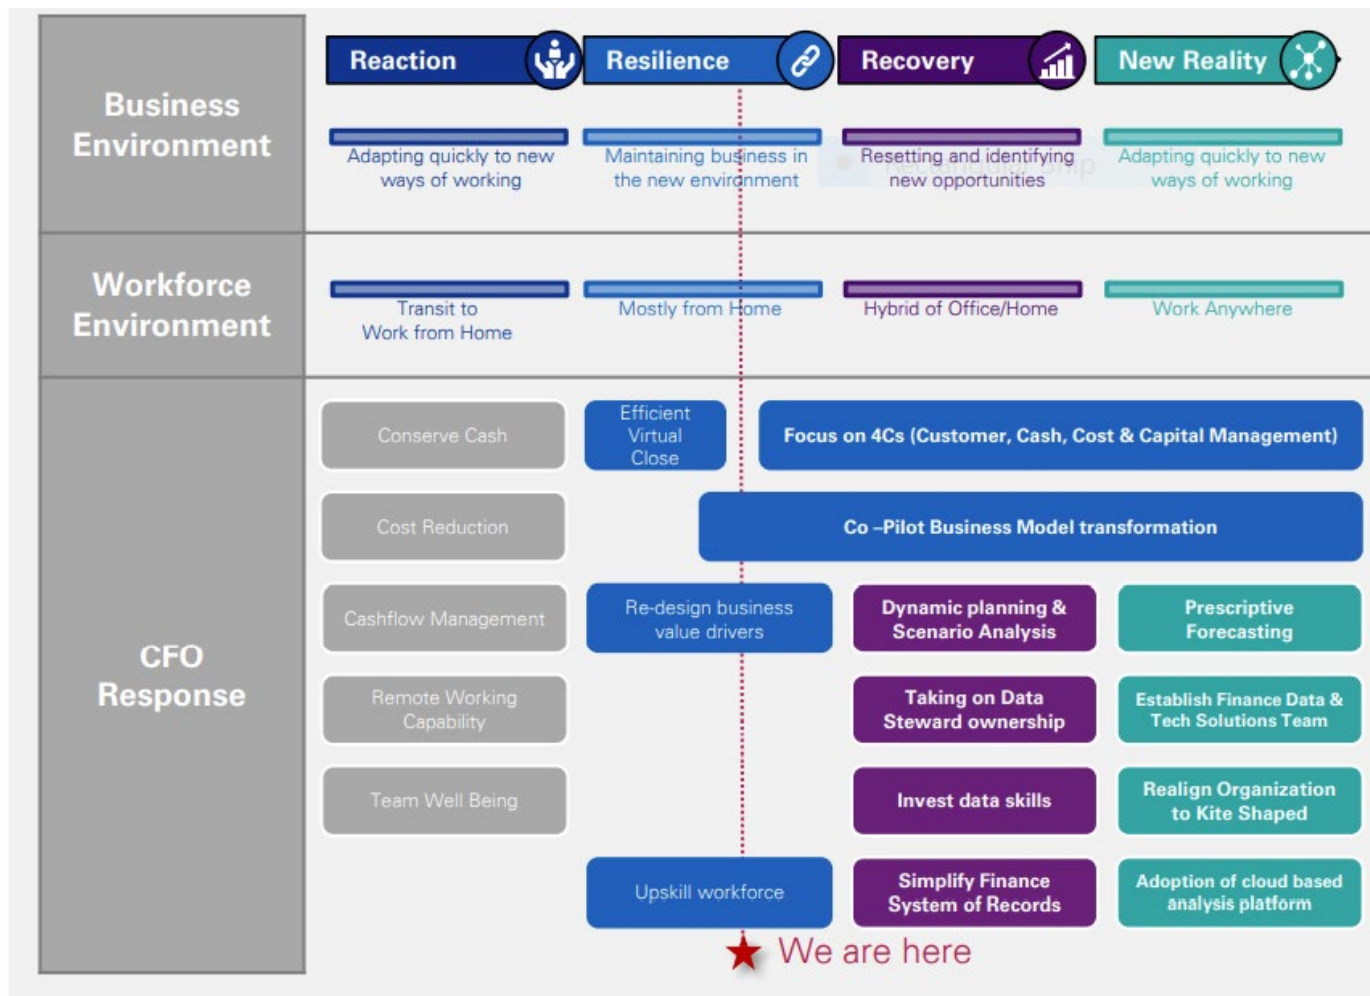 Business
Environment
Reaction
Resilience
Recovery
New Reality
Adapting quickly to new
ways of working
Maintaining business in
the new environment
Resetting and identifying
new opportunities
Adapting quickly to new
ways of working
Rectangular Snip
Workforce
Environment
Transit to
Work from Home
Mostly from Home
Hybrid of Office/Home
Work Anywhere
CFO
Response
Conserve Cash
Efficient
Virtual
Close
Focus on 4Cs (Customer, Cash, Cost & Capital Management)
Cost Reduction
Co –Pilot Business Model transformation
Cashflow Management
Re-design business
value drivers
Dynamic planning &
Scenario Analysis
Prescriptive
Forecasting
Remote Working
Capability
Taking on Data
Steward ownership
Establish Finance Data &
Tech Solutions Team
Team Well Being
Invest data skills
Realign Organization
to Kite Shaped
Upskill workforce
Simplify Finance
System of Records
Adoption of cloud based
analysis platform
We are here